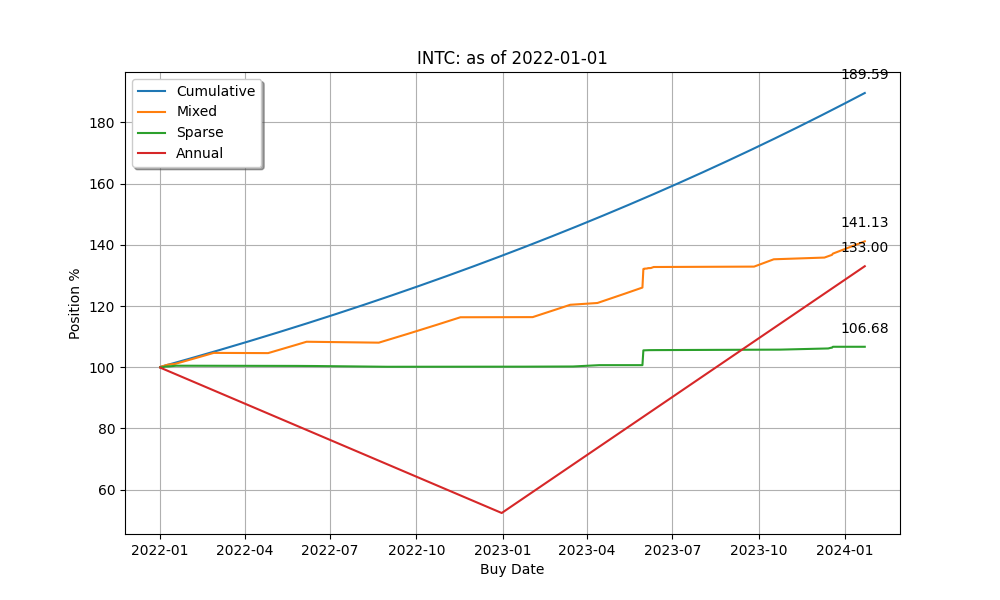 INTC: as of 2022-01-01
Cumulative
Mixed
Sparse
Annual
189.59
141.13
133.00
106.68
180
160
140
120
100
80
60
Position %
2022-01 2022-04 2022-07 2022-10 2023-01 2023-04 2023-07 2023-10 2024-01
Buy Date